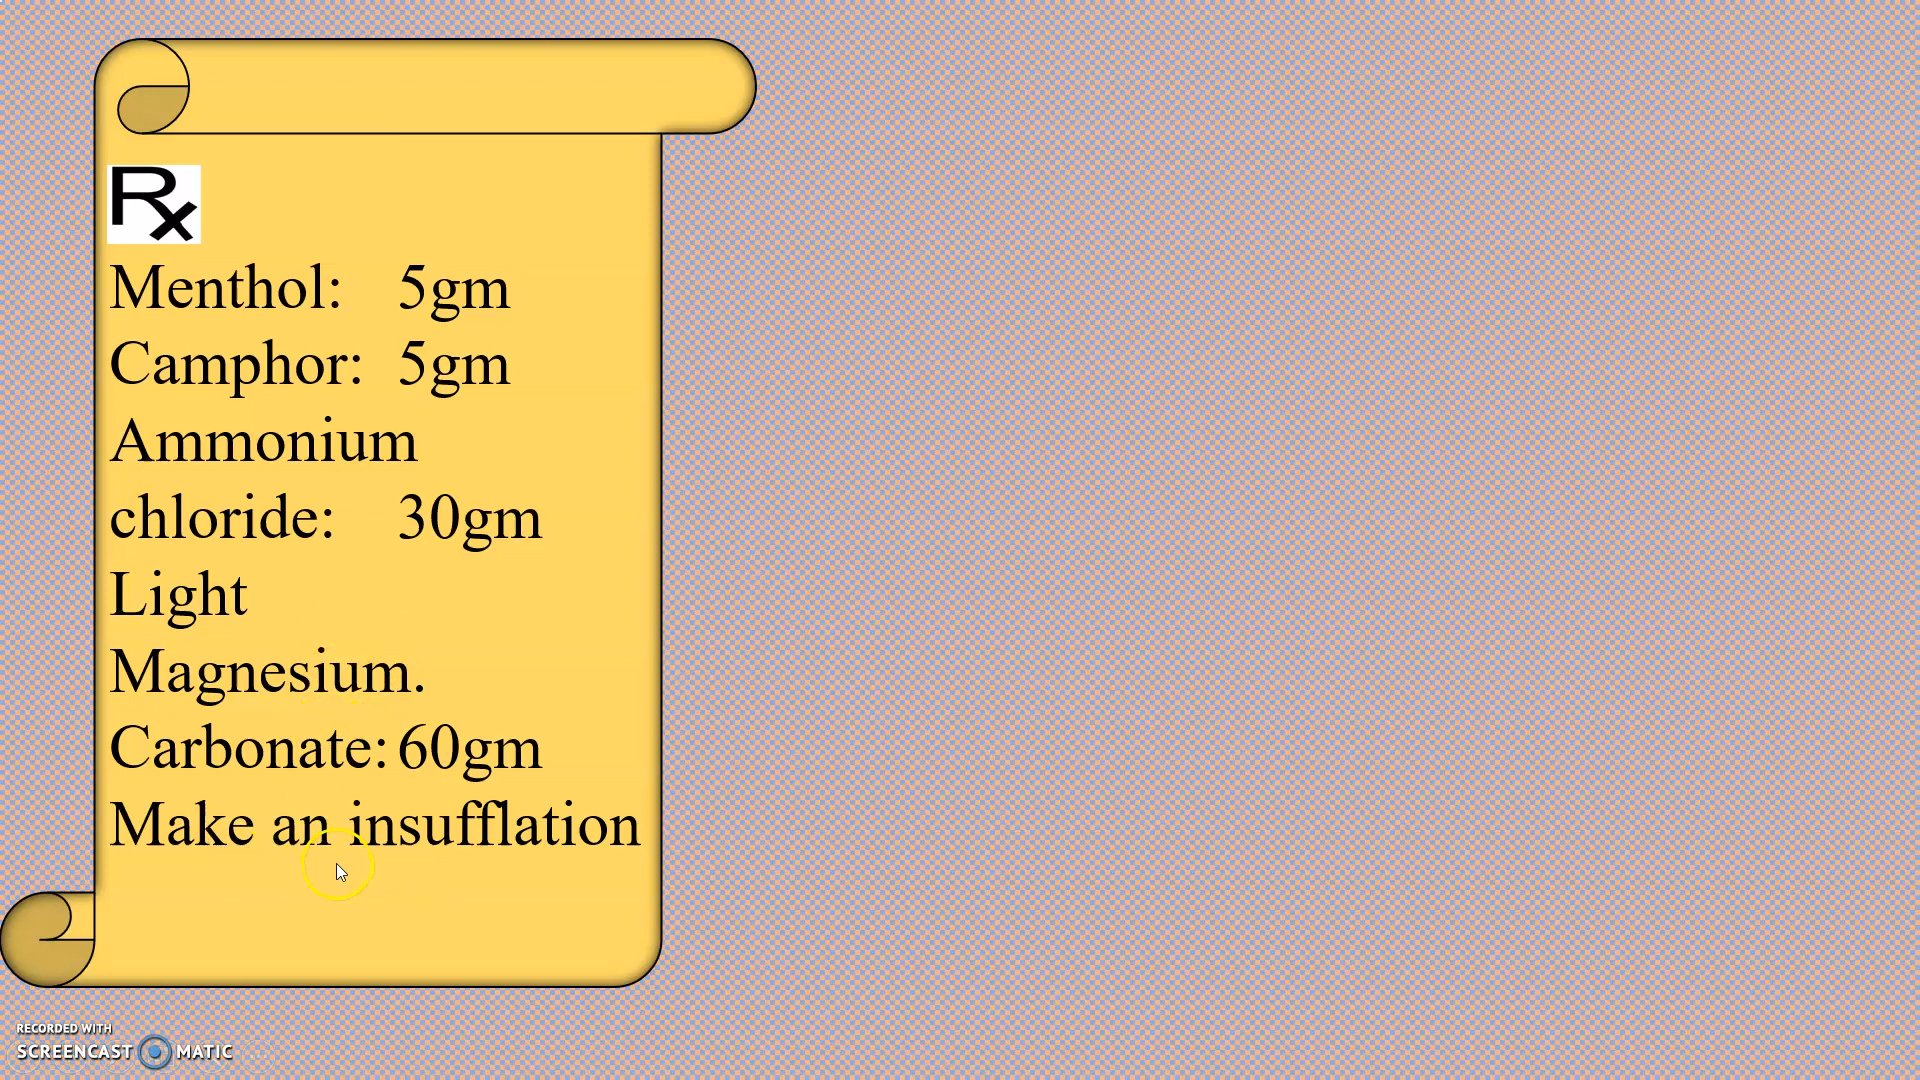 Rx
Menthol: 5gm
Camphor: 5gm
Ammonium
chloride: 30gm
Light
Magnesium.
Carbonate: 60gm
Make an insufflation
RECORDED WITH
SCREENCAST MATIC